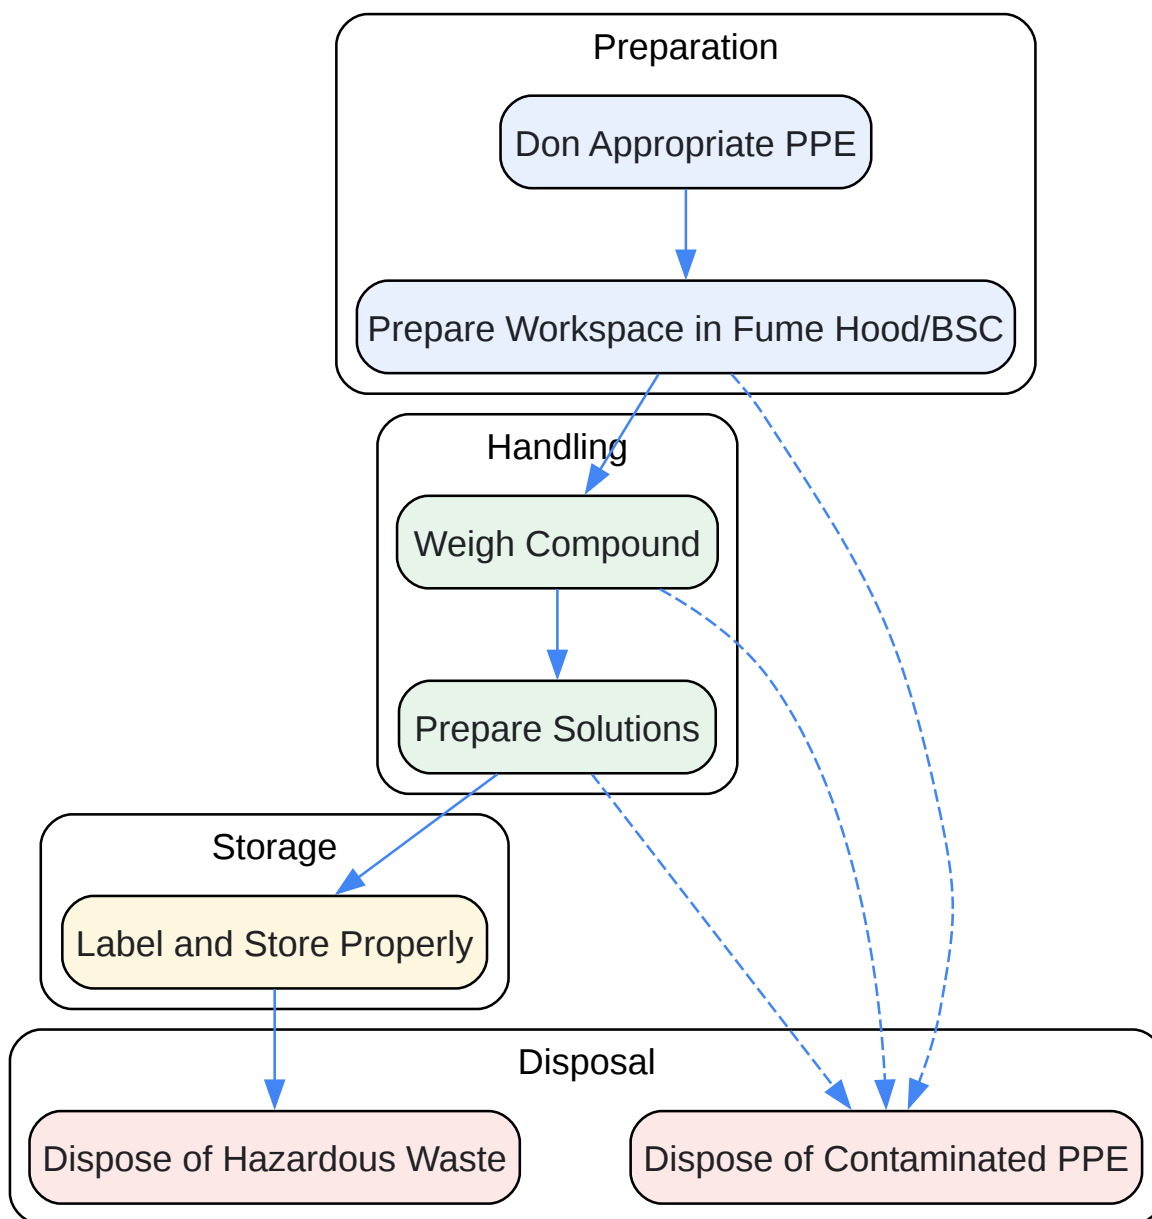 Preparation
Don Appropriate PPE
Prepare Workspace in Fume Hood/BSC
Handling
Weigh Compound
Prepare Solutions
Storage
Label and Store Properly
Disposal
Dispose of Hazardous Waste
Dispose of Contaminated PPE